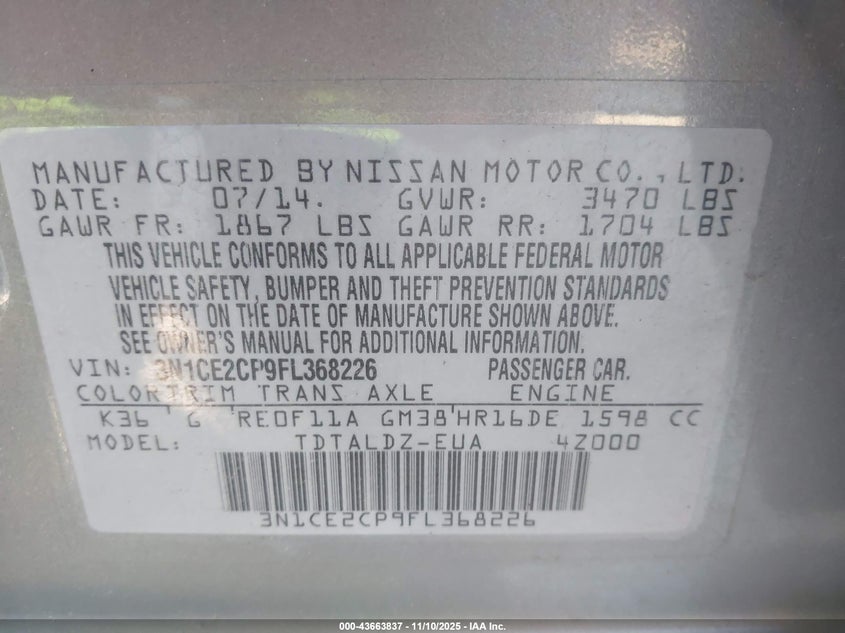 MANUFACTURED BY NISSAN MOTOR CO., LTD.
DATE: 07/14. GVWR: 3470 LBS
GAWR FR: 1867 LBS GAWR RR: 1704 LBS
THIS VEHICLE CONFORMS TO ALL APPLICABLE FEDERAL MOTOR
VEHICLE SAFETY, BUMPER AND THEFT PREVENTION STANDARDS
IN EFFECT ON THE DATE OF MANUFACTURE SHOWN ABOVE.
SEE OWNER'S MANUAL FOR ADDITIONAL INFORMATION.
VIN: 3N1CE2CP9FL368226 PASSENGER CAR.
COLOR TRIM TRANS AXLE ENGINE
K36 G RE0F11A GM38 HR16DE 1598 CC
MODEL: TDTALDZ-EUA 4Z000
3N1CE2CP9FL368226
000-43663837 - 11/10/2025 - IAA Inc.